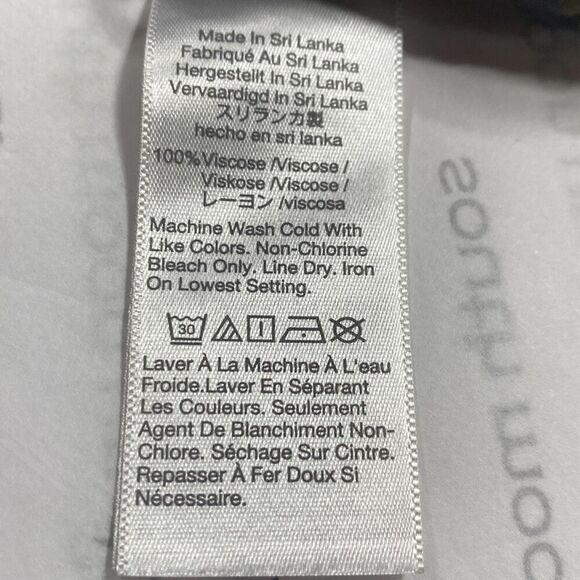 Made In Sri Lanka
Fabriqué Au Sri Lanka
Hergestellt In Sri Lanka
Vervaardigd In Sri Lanka
スリランカ製
hecho en sri lanka
100% Viscose /Viscose /
Viskose /Viscose /
レーヨン /viscosa
Machine Wash Cold With
Like Colors. Non-Chlorine
Bleach Only. Line Dry. Iron
On Lowest Setting.
30
Laver À La Machine À L'eau
Froide.Laver En Séparant
Les Couleurs. Seulement
Agent De Blanchiment Non-
Chlore. Séchage Sur Cintre.
Repasser À Fer Doux Si
Nécessaire.